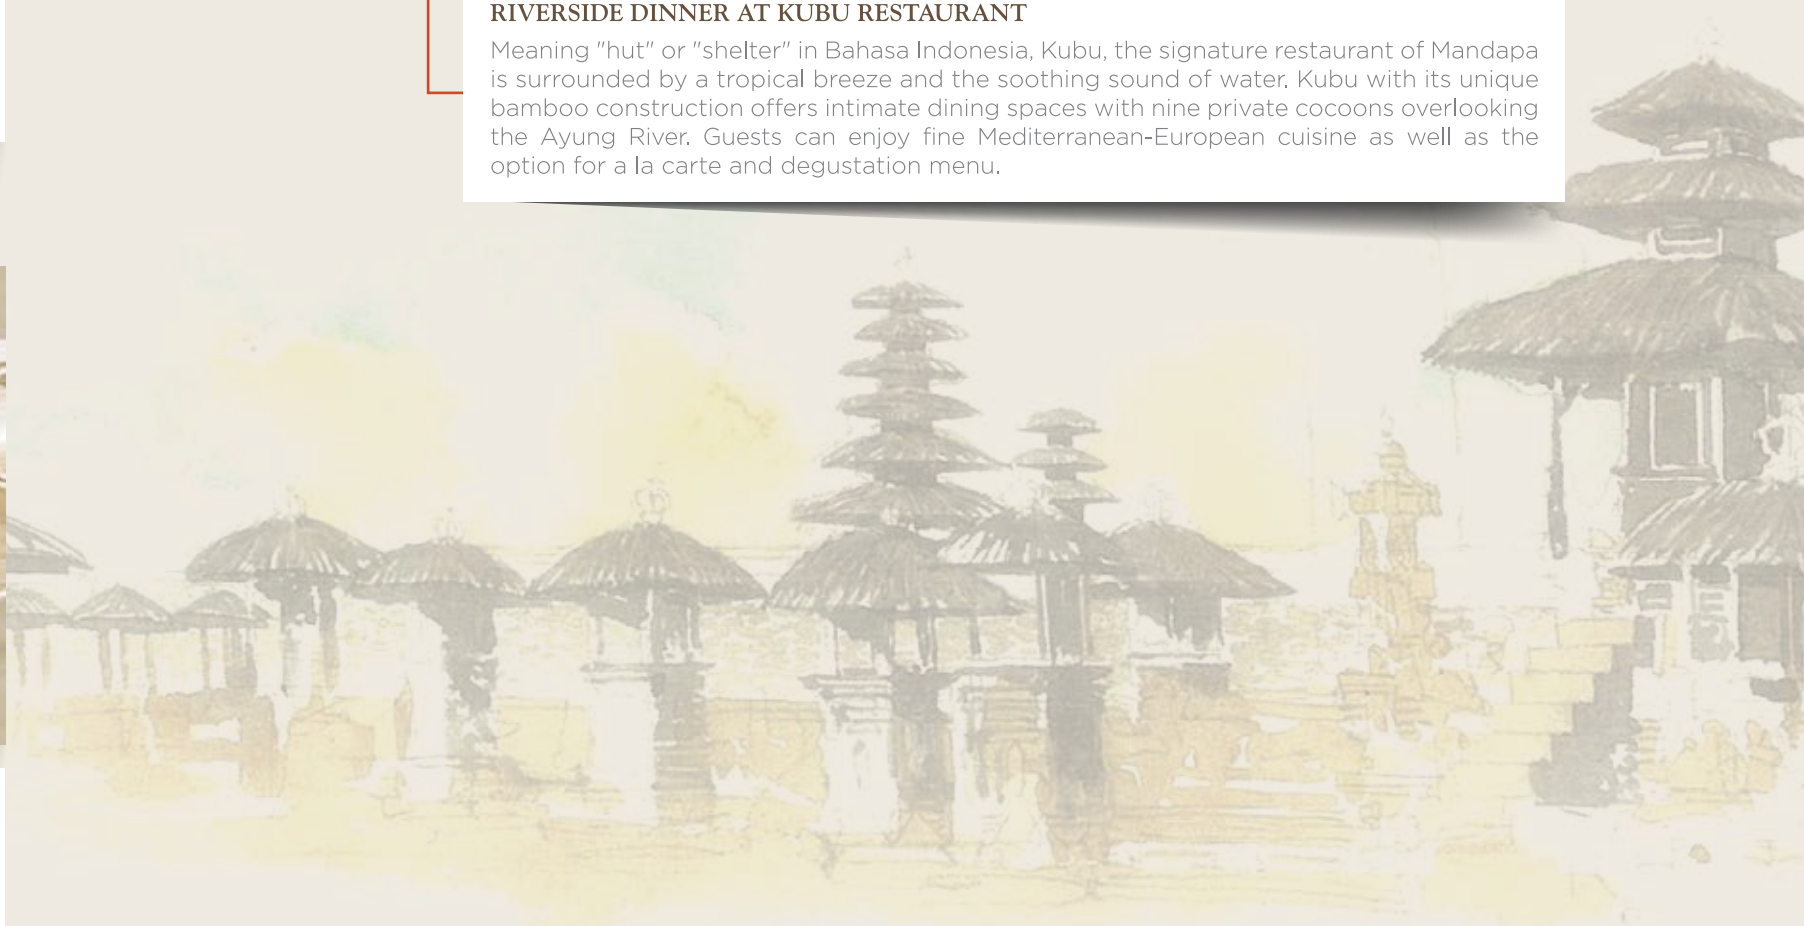 RIVERSIDE DINNER AT KUBU RESTAURANT
Meaning "hut" or "shelter" in Bahasa Indonesia, Kubu, the signature restaurant of Mandapa
is surrounded by a tropical breeze and the soothing sound of water. Kubu with its unique
bamboo construction offers intimate dining spaces with nine private cocoons overlooking
the Ayung River. Guests can enjoy fine Mediterranean-European cuisine as well as the
option for a la carte and degustation menu.